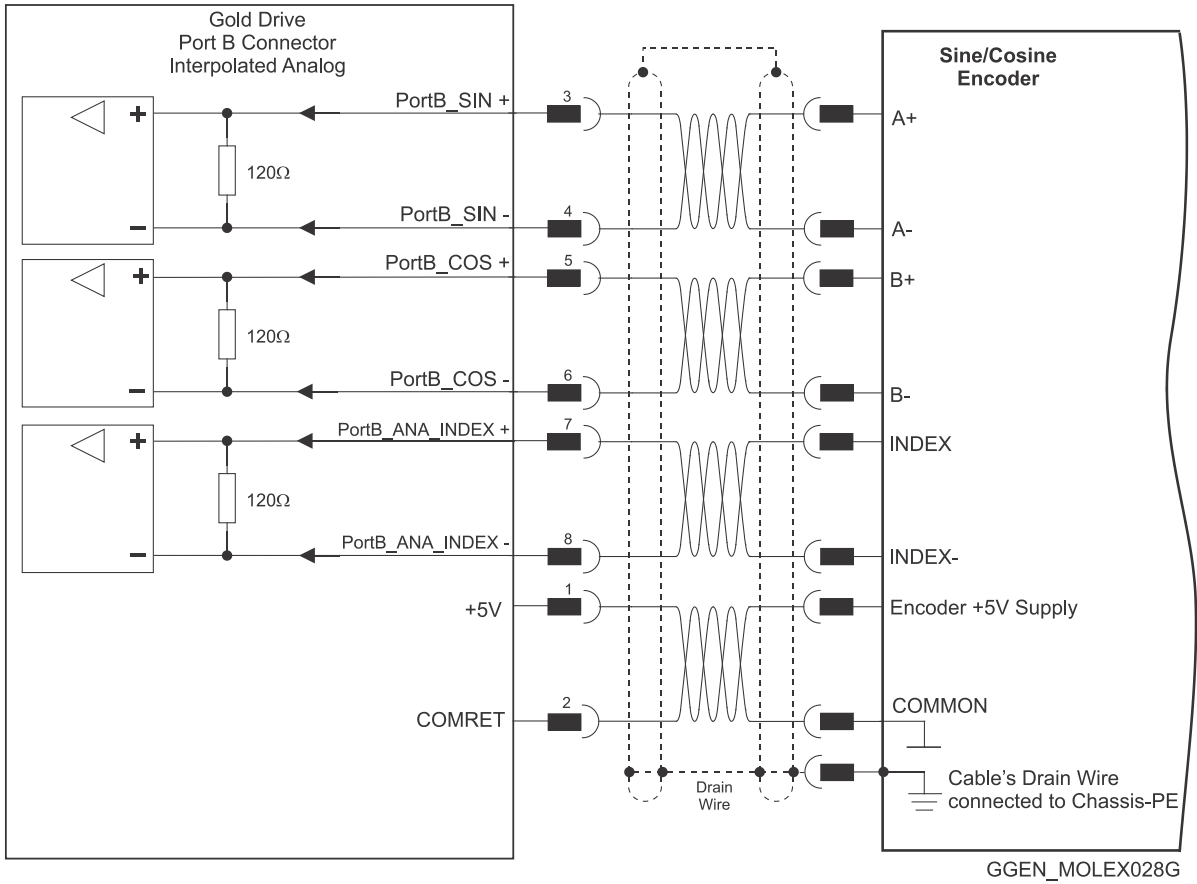 Gold Drive
Port B Connector
Interpolated Analog
Sine/Cosine
Encoder
+
PortB_SIN +
3
A+
120Ω
-
PortB_SIN -
4
A-
+
PortB_COS +
5
B+
120Ω
-
PortB_COS -
6
B-
+
PortB_ANA_INDEX +
7
INDEX
120Ω
-
PortB_ANA_INDEX -
8
INDEX-
+5V
1
Encoder +5V Supply
COMRET
2
COMMON
Drain
Wire
Cable's Drain Wire
connected to Chassis-PE
GGEN_MOLEX028G